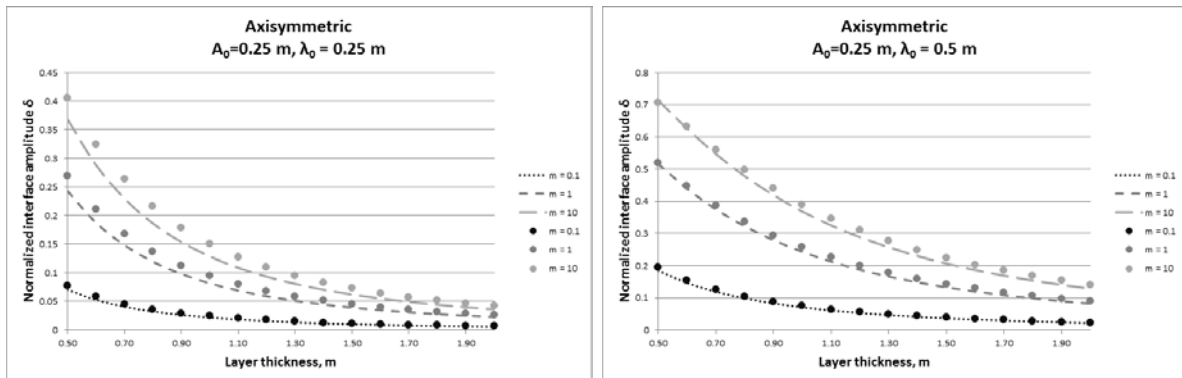 Axisymmetric
A₀=0.25 m, λ₀ = 0.25 m
Normalized interface amplitude δ
0.45
0.4
0.35
0.3
0.25
0.2
0.15
0.1
0.05
0
0.50 0.70 0.90 1.10 1.30 1.50 1.70 1.90
Layer thickness, m
m = 0.1
m = 1
m = 10
m = 0.1
m = 1
m = 10
Axisymmetric
A₀=0.25 m, λ₀ = 0.5 m
Normalized interface amplitude δ
0.8
0.7
0.6
0.5
0.4
0.3
0.2
0.1
0
0.50 0.70 0.90 1.10 1.30 1.50 1.70 1.90
Layer thickness, m
m = 0.1
m = 1
m = 10
m = 0.1
m = 1
m = 10